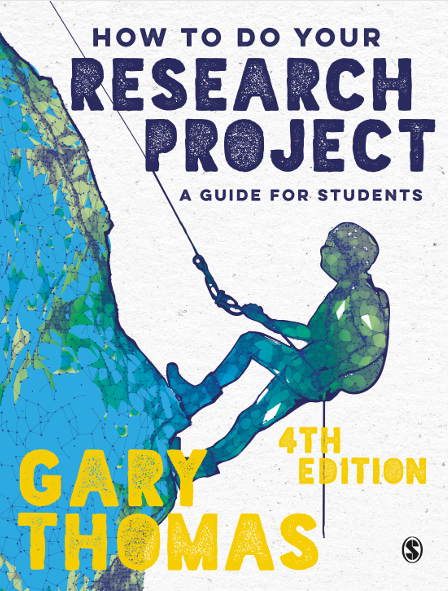 HOW TO DO YOUR
RESEARCH
PROJECT
A GUIDE FOR STUDENTS
4TH
EDITION
GARY
THOMAS
S